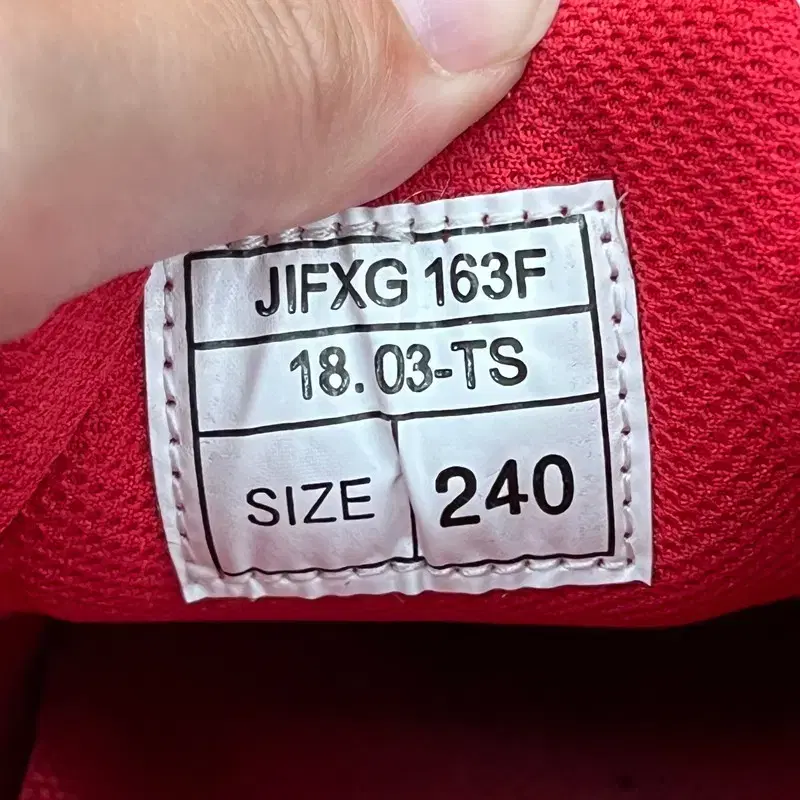 JIFXG 163F
18.03-TS
SIZE 240